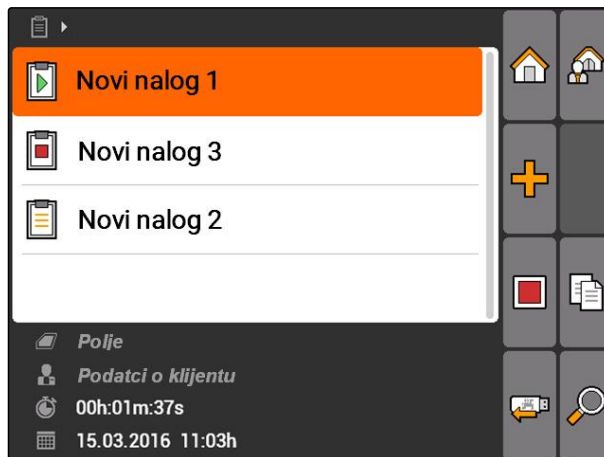 Novi nalog 1
Novi nalog 3
Novi nalog 2
Polje
Podatci o klijentu
00h:01m:37s
15.03.2016 11:03h